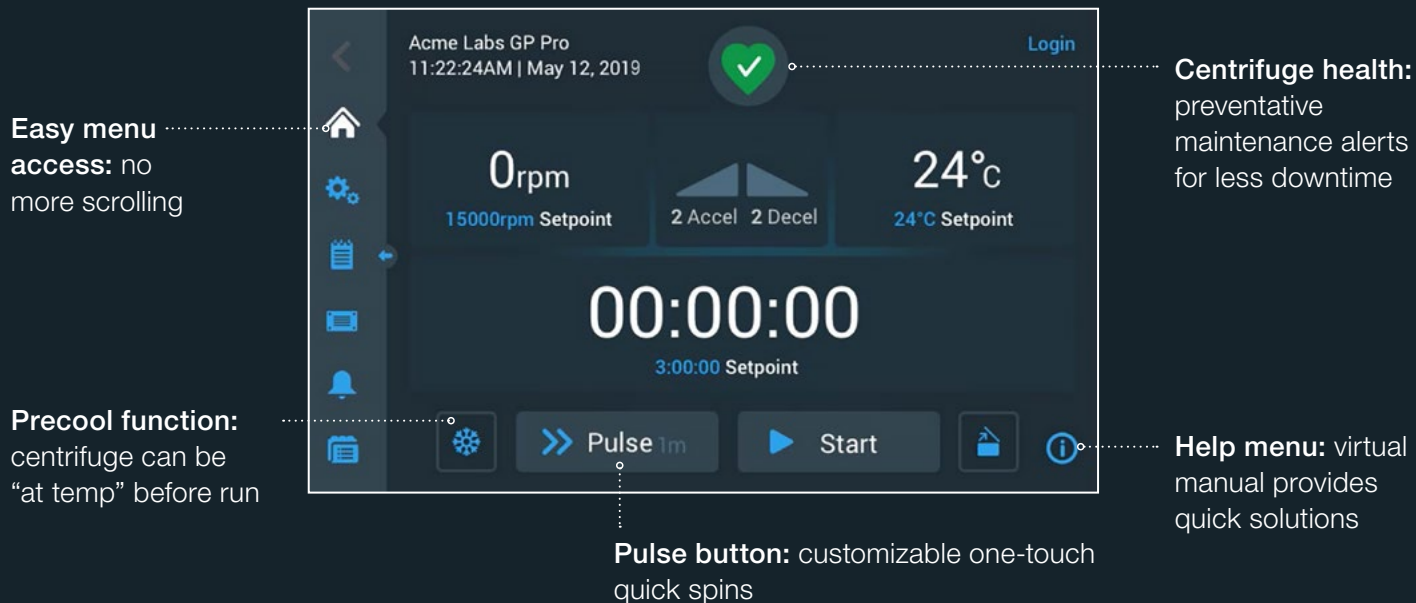 Acme Labs GP Pro
11:22:24AM | May 12, 2019
Login
Easy menu
access: no
more scrolling
Centrifuge health:
preventative
maintenance alerts
for less downtime
0rpm
15000rpm Setpoint
2 Accel 2 Decel
24°C
24°C Setpoint
00:00:00
3:00:00 Setpoint
Precool function:
centrifuge can be
“at temp” before run
Pulse 1m
Start
Help menu: virtual
manual provides
quick solutions
Pulse button: customizable one-touch
quick spins